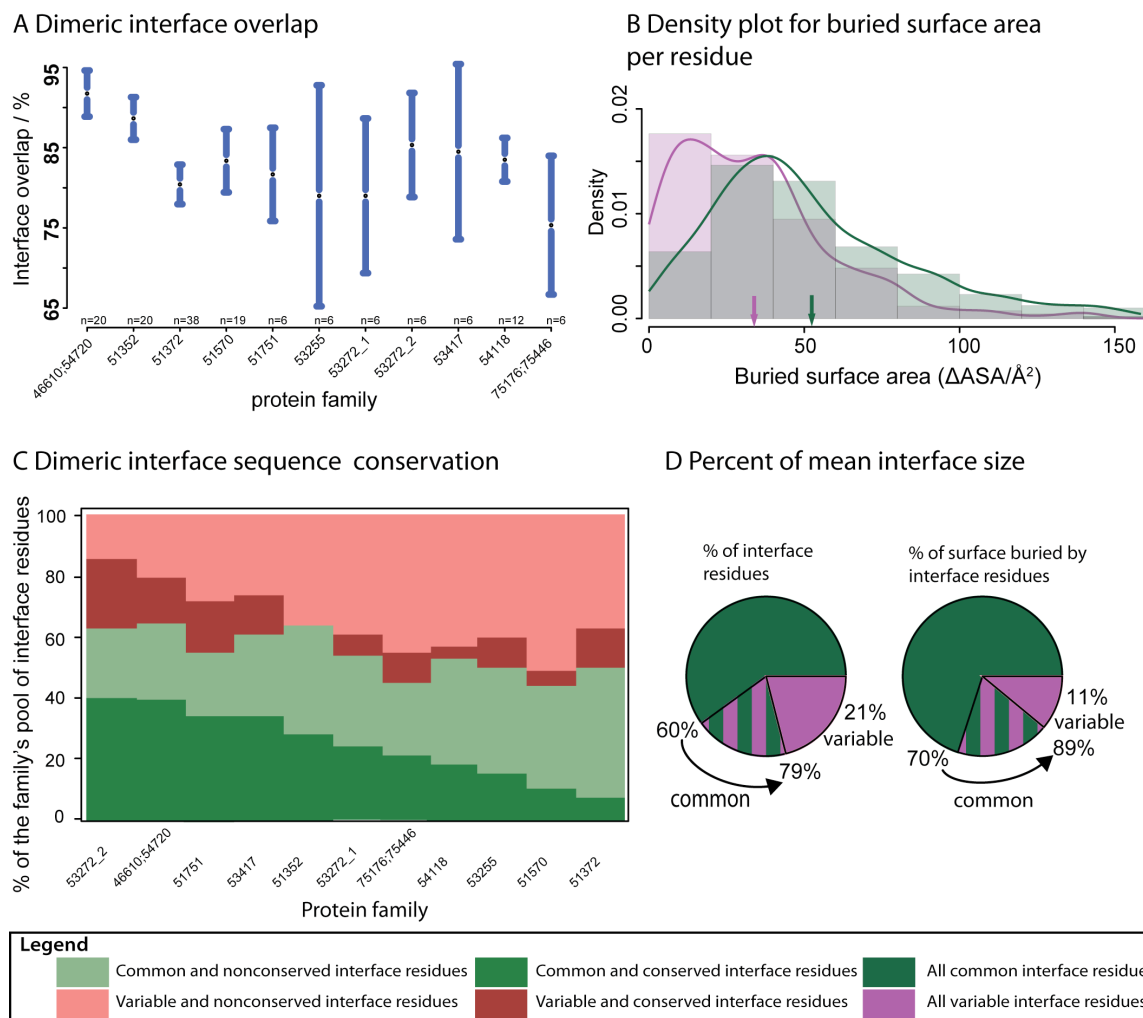 A Dimeric interface overlap
Interface overlap / %
95
85
75
65
n=20 n=20 n=38 n=19 n=6 n=6 n=6 n=6 n=6 n=12 n=6
46610;54720 51352 51372 51570 51751 53255 53272_1 53272_2 53417 54118 75176;75446
protein family
B Density plot for buried surface area
per residue
Density
0.02
0.01
0.00
0 50 100 150
Buried surface area (ΔASA/Å²)
C Dimeric interface sequence conservation
% of the family's pool of interface residues
100
80
60
40
20
0
53272_2 46610;54720 51751 53417 51352 53272_1 75176;75446 54118 53255 51570 51372
Protein family
D Percent of mean interface size
% of interface
residues
60%
21%
variable
79%
common
% of surface buried by
interface residues
70%
11%
variable
89%
common
Legend
Common and nonconserved interface residues
Common and conserved interface residues
All common interface residue
Variable and nonconserved interface residues
Variable and conserved interface residues
All variable interface residues